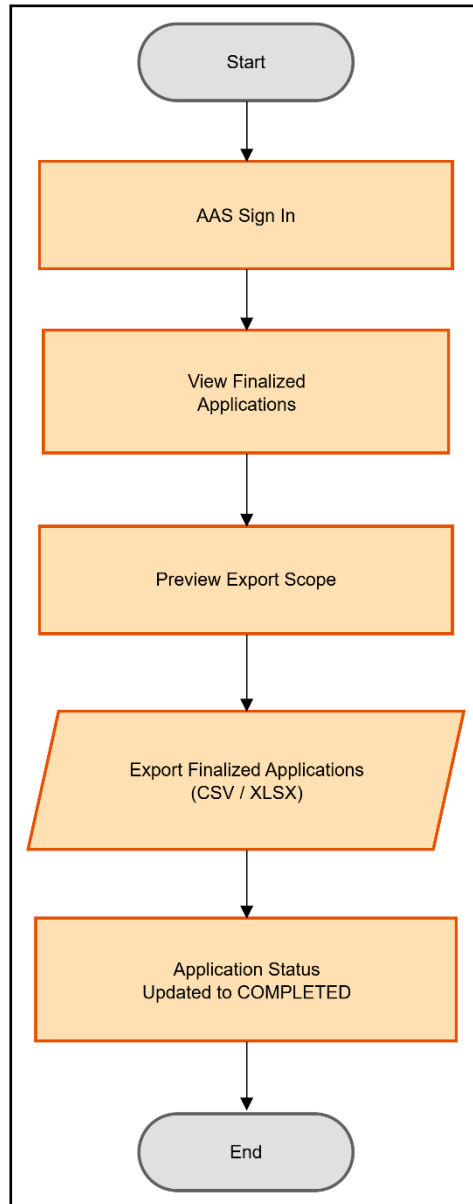 Start
AAS Sign In
View Finalized
Applications
Preview Export Scope
Export Finalized Applications
(CSV / XLSX)
Application Status
Updated to COMPLETED
End